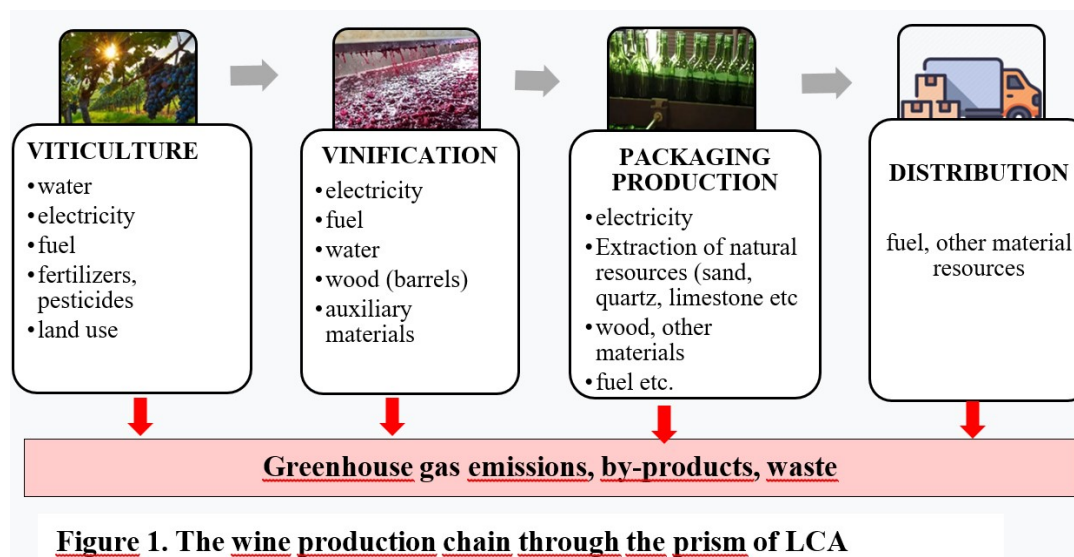 VITICULTURE
•water
•electricity
•fuel
•fertilizers,
pesticides
•land use
VINIFICATION
•electricity
•fuel
•water
•wood (barrels)
•auxiliary
materials
PACKAGING
PRODUCTION
•electricity
•Extraction of natural
resources (sand,
quartz, limestone etc
•wood, other
materials
•fuel etc.
DISTRIBUTION
fuel, other material
resources
Greenhouse gas emissions, by-products, waste
Figure 1. The wine production chain through the prism of LCA